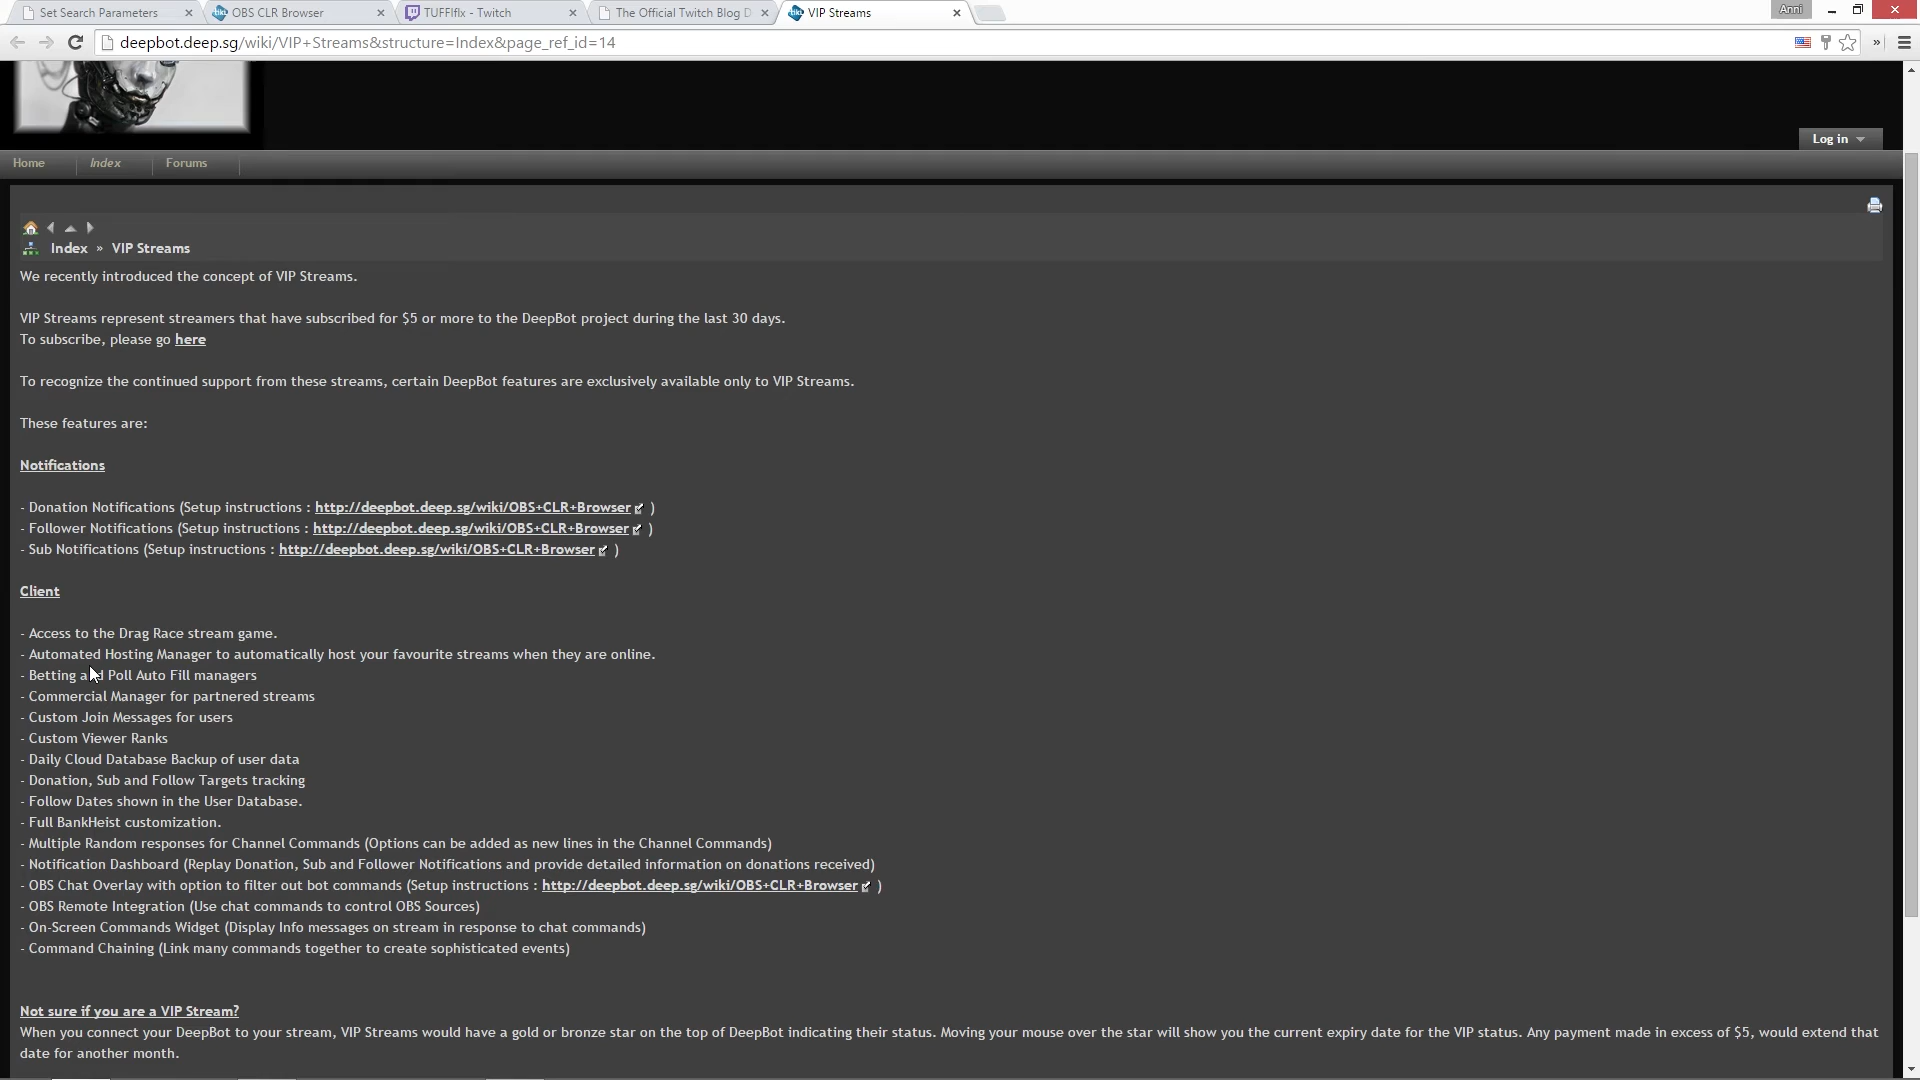 Set Search Parameters
OBS CLR Browser
TUFFIflx - Twitch
The Official Twitch Blog D
VIP Streams
Anni
deepbot.deep.sg/wiki/VIP+Streams&structure=Index&page_ref_id=14
Log in
Home
Index
Forums
Index » VIP Streams
We recently introduced the concept of VIP Streams.
VIP Streams represent streamers that have subscribed for $5 or more to the DeepBot project during the last 30 days.
To subscribe, please go here
To recognize the continued support from these streams, certain DeepBot features are exclusively available only to VIP Streams.
These features are:
Notifications
- Donation Notifications (Setup instructions : http://deepbot.deep.sg/wiki/OBS+CLR+Browser )
- Follower Notifications (Setup instructions : http://deepbot.deep.sg/wiki/OBS+CLR+Browser )
- Sub Notifications (Setup instructions : http://deepbot.deep.sg/wiki/OBS+CLR+Browser )
Client
- Access to the Drag Race stream game.
- Automated Hosting Manager to automatically host your favourite streams when they are online.
- Betting and Poll Auto Fill managers
- Commercial Manager for partnered streams
- Custom Join Messages for users
- Custom Viewer Ranks
- Daily Cloud Database Backup of user data
- Donation, Sub and Follow Targets tracking
- Follow Dates shown in the User Database.
- Full BankHeist customization.
- Multiple Random responses for Channel Commands (Options can be added as new lines in the Channel Commands)
- Notification Dashboard (Replay Donation, Sub and Follower Notifications and provide detailed information on donations received)
- OBS Chat Overlay with option to filter out bot commands (Setup instructions : http://deepbot.deep.sg/wiki/OBS+CLR+Browser )
- OBS Remote Integration (Use chat commands to control OBS Sources)
- On-Screen Commands Widget (Display Info messages on stream in response to chat commands)
- Command Chaining (Link many commands together to create sophisticated events)
Not sure if you are a VIP Stream?
When you connect your DeepBot to your stream, VIP Streams would have a gold or bronze star on the top of DeepBot indicating their status. Moving your mouse over the star will show you the current expiry date for the VIP status. Any payment made in excess of $5, would extend that
date for another month.